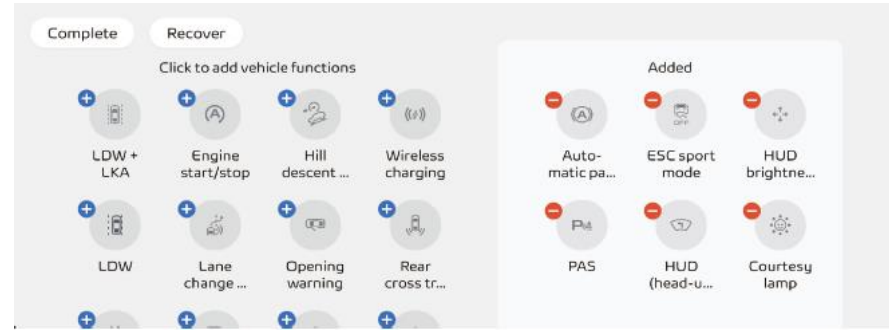 Complete
Recover
Click to add vehicle functions
Added
LDW +
LKA
Engine
start/stop
Hill
descent ...
Wireless
charging
Auto-
matic pa...
ESC sport
mode
HUD
brightne...
OFF
LDW
Lane
change ...
Opening
warning
Rear
cross tr...
PAS
HUD
(head-u...
Courtesy
lamp